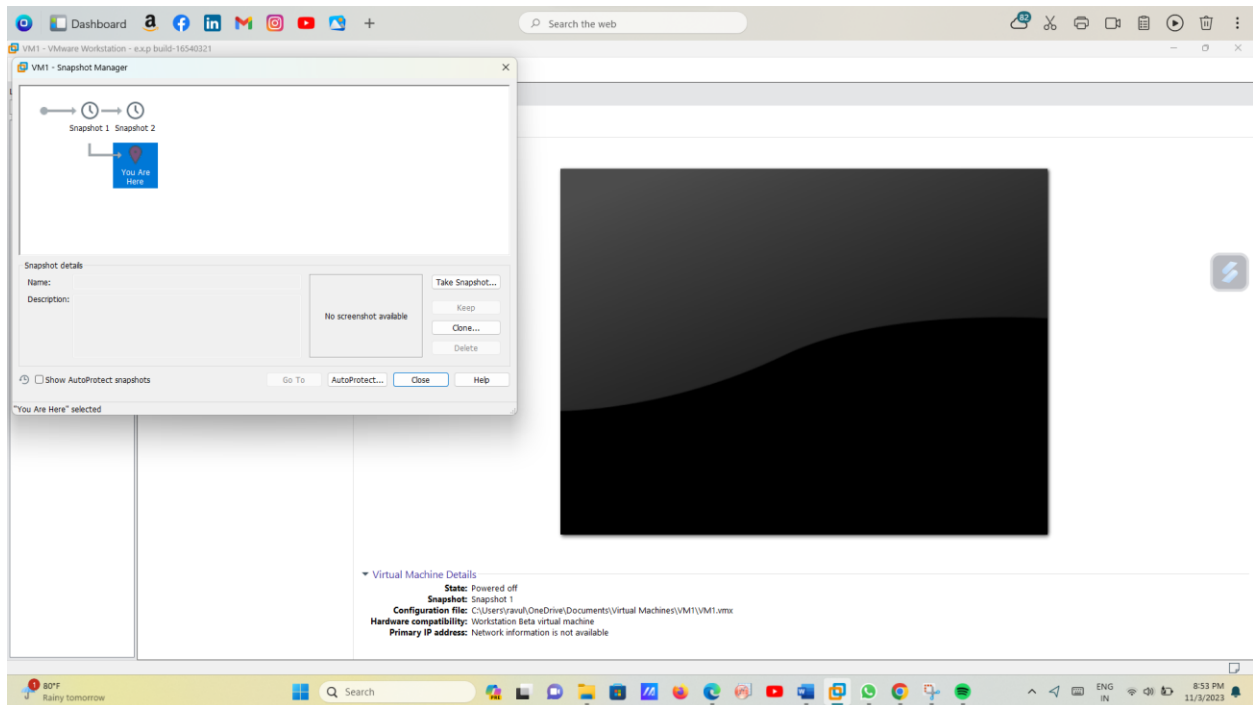 Dashboard
Search the web
82
VM1 - VMware Workstation - e.x.p build-16540321
VM1 - Snapshot Manager
Snapshot 1 Snapshot 2
You Are
Here
Snapshot details
Name:
Description:
No screenshot available
Take Snapshot...
Keep
Clone...
Delete
Show AutoProtect snapshots
Go To
AutoProtect...
Close
Help
"You Are Here" selected
Virtual Machine Details
State: Powered off
Snapshot: Snapshot 1
Configuration file: C:\Users\ravul\OneDrive\Documents\Virtual Machines\VM1\VM1.vmx
Hardware compatibility: Workstation Beta virtual machine
Primary IP address: Network information is not available
1
80°F
Rainy tomorrow
Search
ENG
IN
8:53 PM
11/3/2023